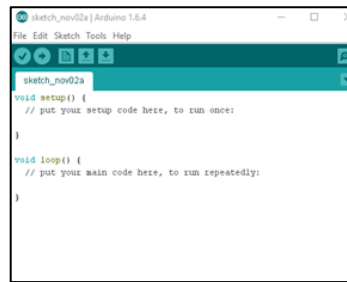 sketch_nov02a | Arduino 1.6.4
File Edit Sketch Tools Help
sketch_nov02a
void setup() {
// put your setup code here, to run once:
}
void loop() {
// put your main code here, to run repeatedly:
}